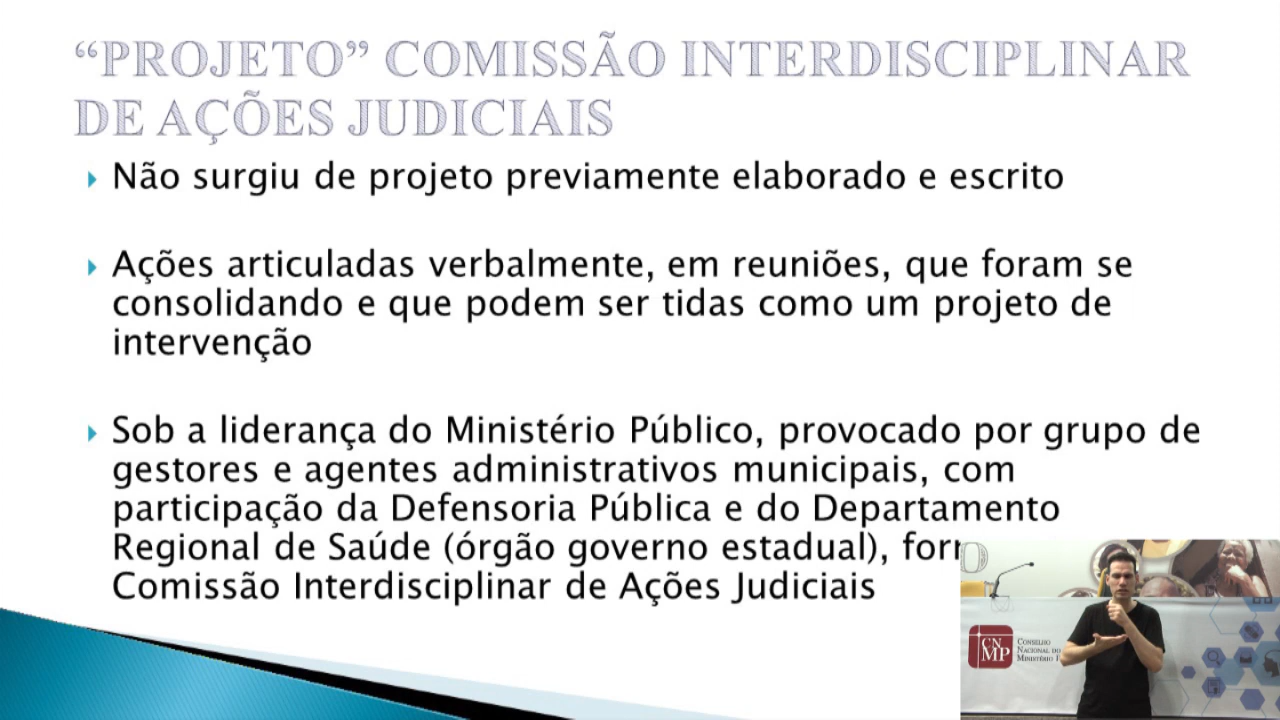 “PROJETO” COMISSÃO INTERDISCIPLINAR
DE AÇÕES JUDICIAIS
Não surgiu de projeto previamente elaborado e escrito
Ações articuladas verbalmente, em reuniões, que foram se
consolidando e que podem ser tidas como um projeto de
intervenção
Sob a liderança do Ministério Público, provocado por grupo de
gestores e agentes administrativos municipais, com
participação da Defensoria Pública e do Departamento
Regional de Saúde (órgão governo estadual),
Comissão Interdisciplinar de Ações Judiciais
CN
MP
CONSELHO
NACIONAL DO
MINISTÉRIO